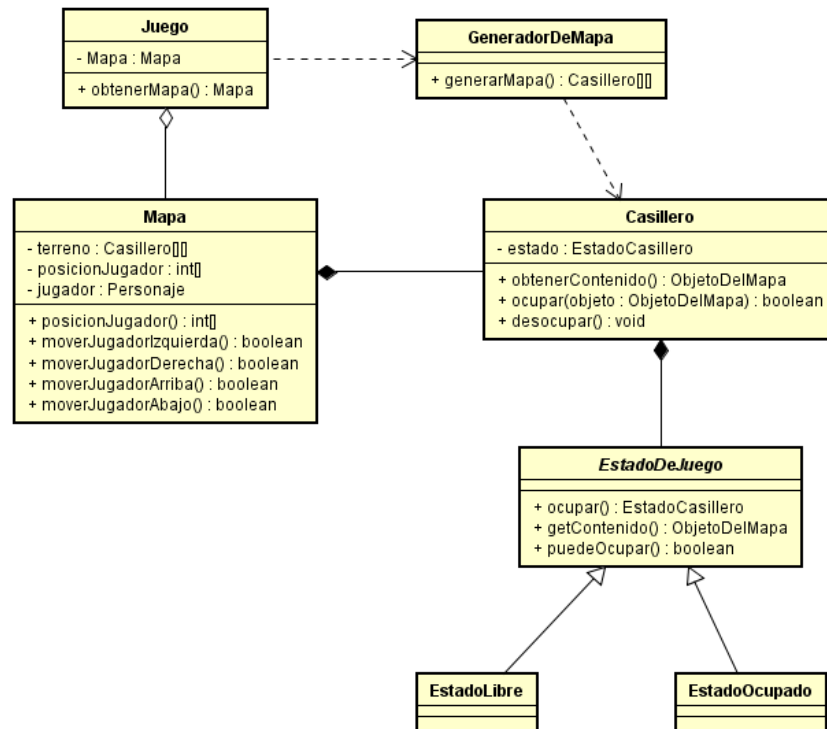 Juego
- Mapa : Mapa
+ obtenerMapa() : Mapa
GeneradorDeMapa
+ generarMapa() : Casillero[][]
Mapa
- terreno : Casillero[][]
- posicionJugador : int[]
- jugador : Personaje
+ posicionJugador() : int[]
+ moverJugadorIzquierda() : boolean
+ moverJugadorDerecha() : boolean
+ moverJugadorArriba() : boolean
+ moverJugadorAbajo() : boolean
Casillero
- estado : EstadoCasillero
+ obtenerContenido() : ObjetoDelMapa
+ ocupar(objeto : ObjetoDelMapa) : boolean
+ desocupar() : void
EstadoDeJuego
+ ocupar() : EstadoCasillero
+ getContenido() : ObjetoDelMapa
+ puedeOcupar() : boolean
EstadoLibre
EstadoOcupado